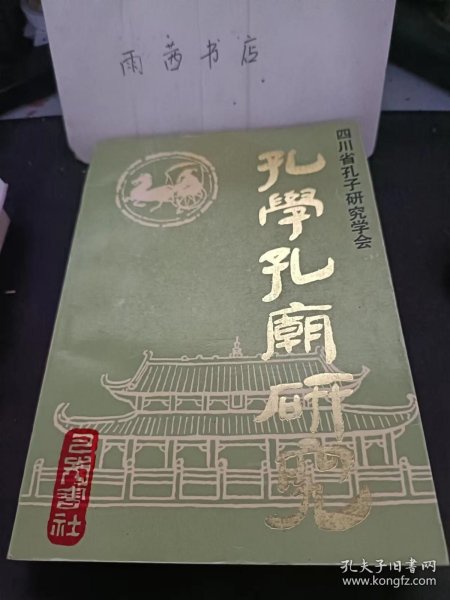 雨茜书店
四川省孔子研究学会
孔學孔廟研究
巴蜀書社
孔夫子旧书网
www.kongfz.com